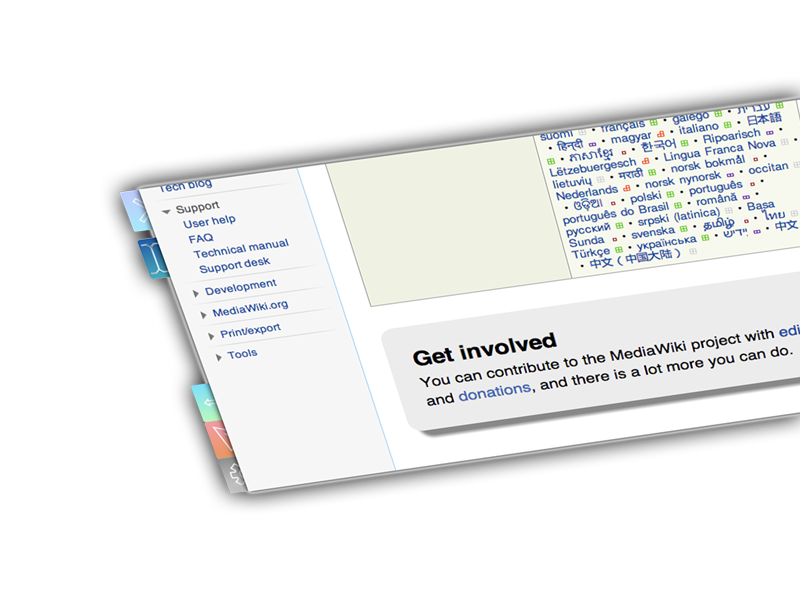 Tech blog
Support
User help
FAQ
Technical manual
Support desk
Development
MediaWiki.org
Print/export
Tools
suomi • français • galego • עברית
• हिन्दी • magyar • italiano • 日本語
• ភាសាខ្មែរ • 한국어 • Ripoarisch •
Lëtzebuergesch • Lingua Franca Nova •
lietuvių • मराठी • norsk bokmål •
Nederlands • norsk nynorsk • occitan
• ଓଡ଼ିଆ • polski • português •
português do Brasil • română •
русский • srpski (latinica) • Basa
Sunda • svenska • தமிழ் • ไทย •
Türkçe • українська • ייִדיש • 中文
• 中文（中国大陆）
Get involved
You can contribute to the MediaWiki project with
and donations, and there is a lot more you can do.